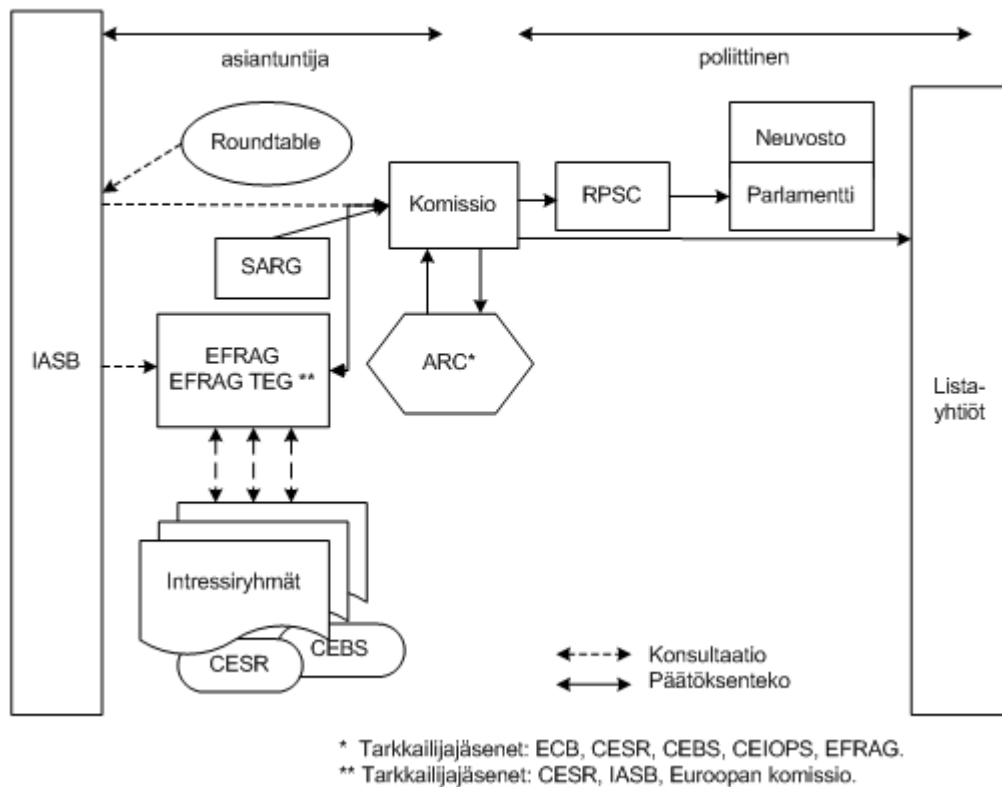 asiantuntija
poliittinen
Roundtable
Neuvosto
Komissio
RPSC
Parlamentti
SARG
IASB
EFRAG
EFRAG TEG **
ARC*
Lista-
yhtiöt
Intressiryhmät
CESR
CEBS
Konsultaatio
Päätöksenteko
* Tarkkailijajäsenet: ECB, CESR, CEBS, CEIOPS, EFRAG.
** Tarkkailijajäsenet: CESR, IASB, Euroopan komissio.